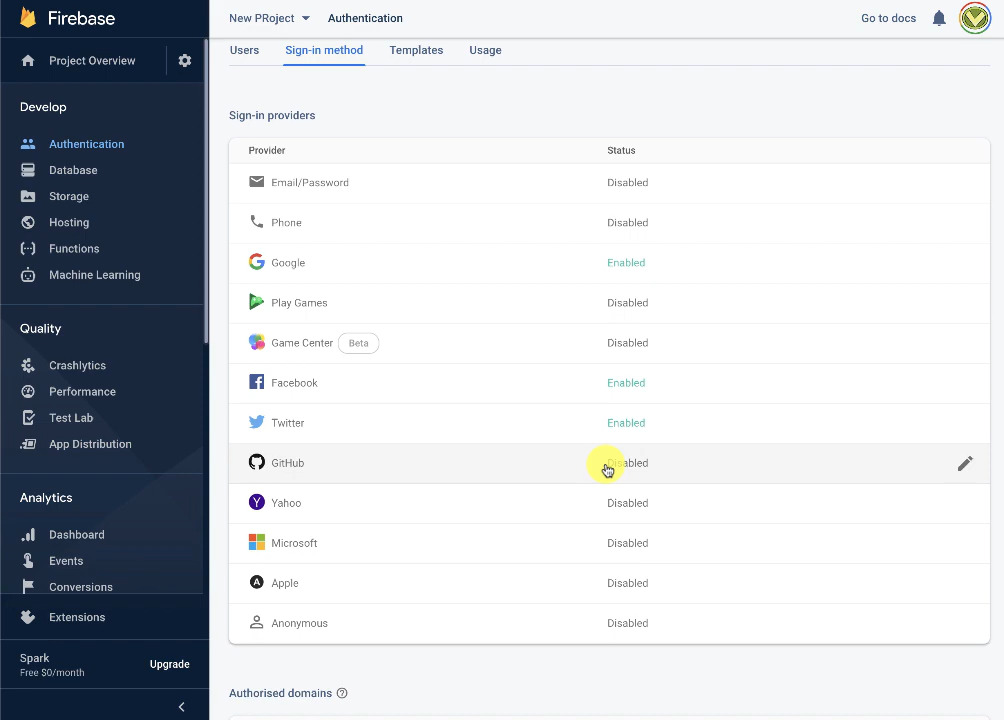 Firebase
New PRoject
Authentication
Go to docs
Project Overview
Develop
Authentication
Database
Storage
Hosting
Functions
Machine Learning
Quality
Crashlytics
Performance
Test Lab
App Distribution
Analytics
Dashboard
Events
Conversions
Extensions
Spark
Free $0/month
Upgrade
Users Sign-in method Templates Usage
Sign-in providers
Provider Status
Email/Password Disabled
Phone Disabled
Google Enabled
Play Games Disabled
Game Center Beta Disabled
Facebook Enabled
Twitter Enabled
GitHub Disabled
Yahoo Disabled
Microsoft Disabled
Apple Disabled
Anonymous Disabled
Authorised domains